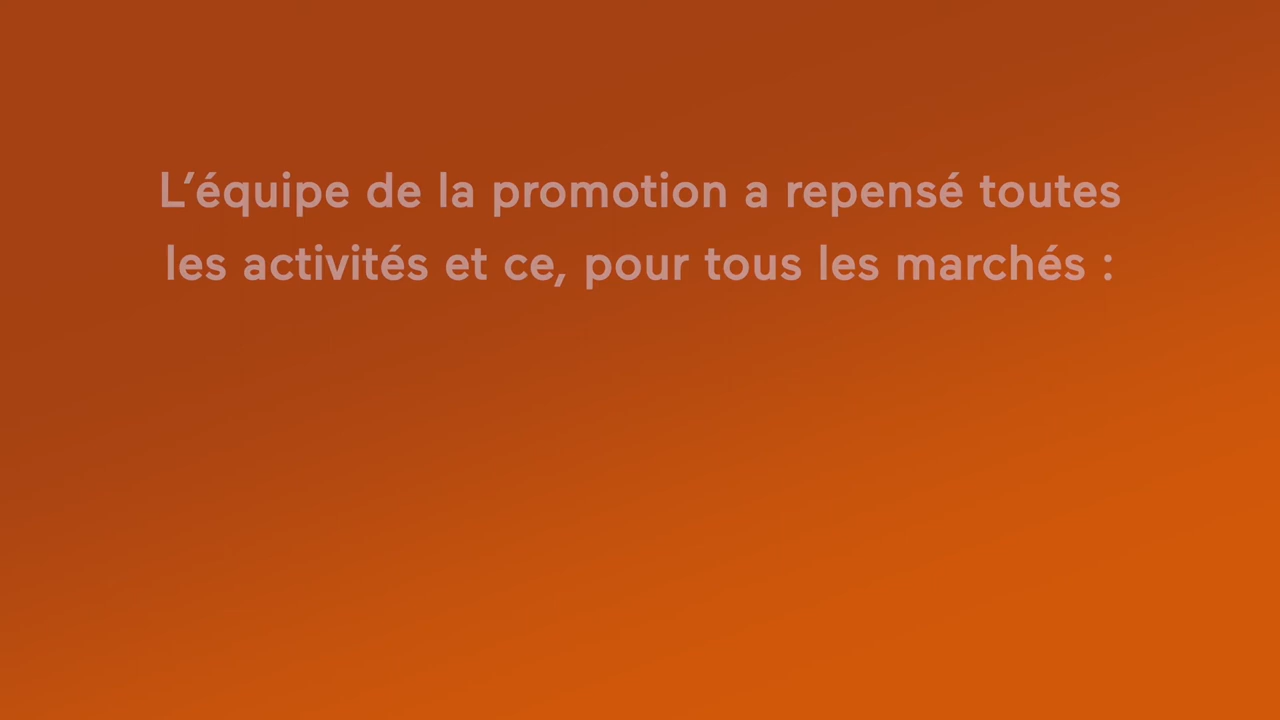 L’équipe de la promotion a repensé toutes
les activités et ce, pour tous les marchés :